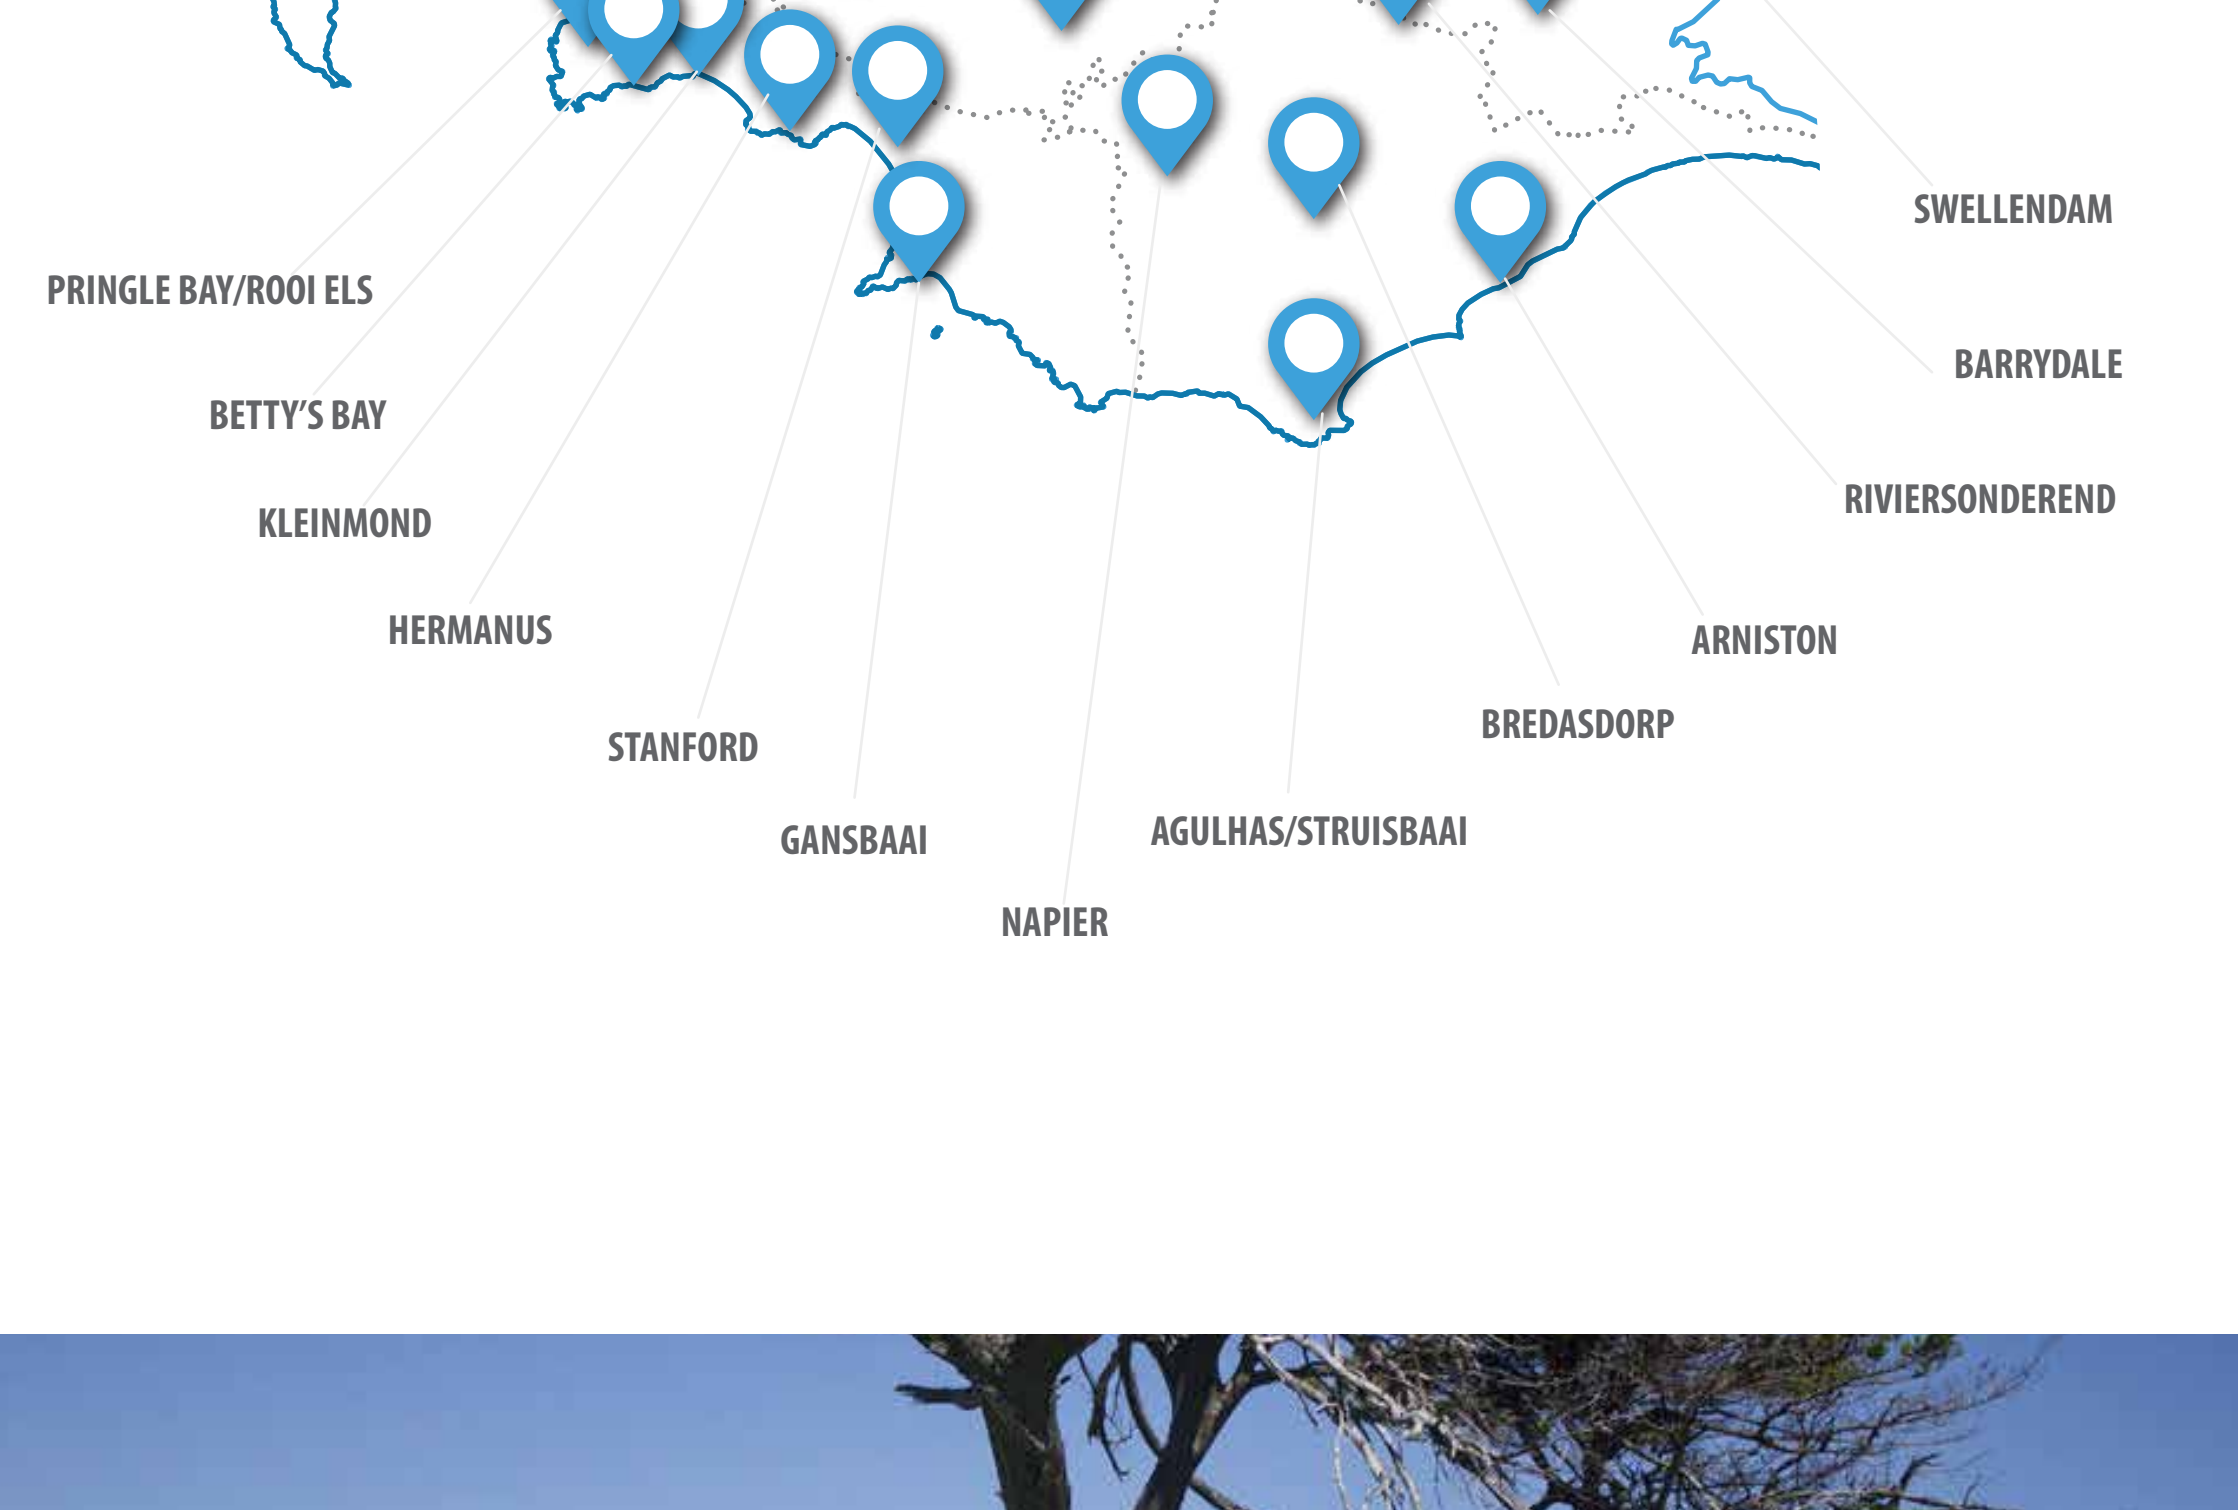 SWELLENDAM
PRINGLE BAY/ROOI ELS
BARRYDALE
BETTY'S BAY
RIVIERSONDEREND
KLEINMOND
HERMANUS
ARNISTON
BREDASDORP
STANFORD
AGULHAS/STRUISBAAI
GANSBAAI
NAPIER